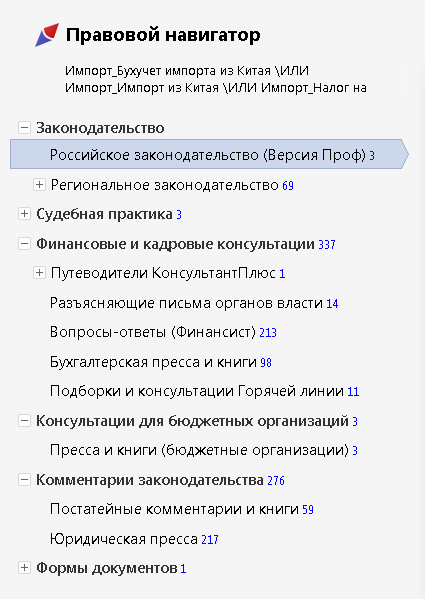 Правовой навигатор
Импорт_Бухучет импорта из Китая \ИЛИ
Импорт_Импорт из Китая \ИЛИ Импорт_Налог на
Законодательство
Российское законодательство (Версия Проф) 3
Региональное законодательство 69
Судебная практика 3
Финансовые и кадровые консультации 337
Путеводители КонсультантПлюс 1
Разъясняющие письма органов власти 14
Вопросы-ответы (Финансист) 213
Бухгалтерская пресса и книги 98
Подборки и консультации Горячей линии 11
Консультации для бюджетных организаций 3
Пресса и книги (бюджетные организации) 3
Комментарии законодательства 276
Постатейные комментарии и книги 59
Юридическая пресса 217
Формы документов 1